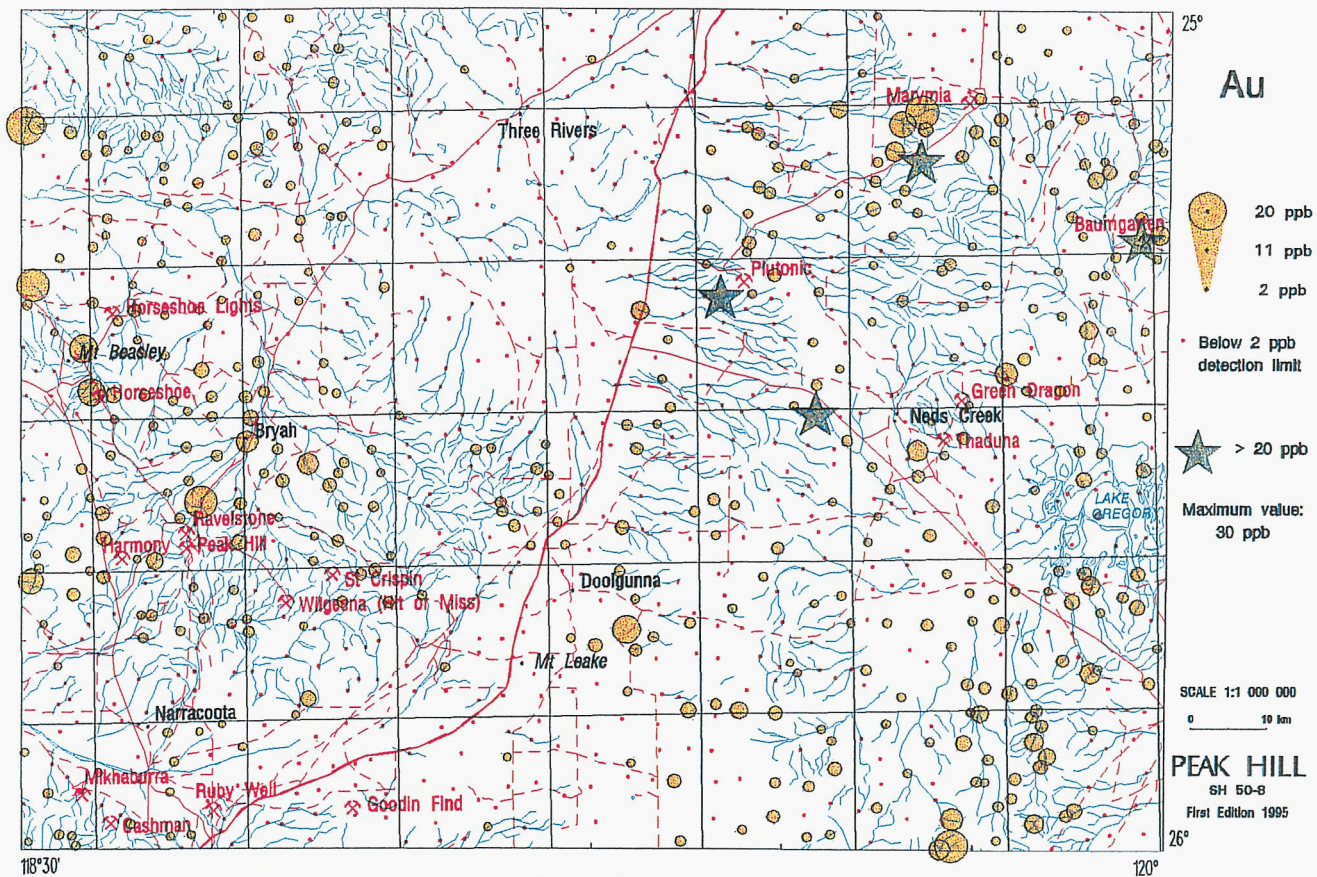 25°
Au
Marymia
Three Rivers
20 ppb
Baumgarten
11 ppb
Plutonic
2 ppb
Horseshoe Lights
Below 2 ppb
detection limit
Mt Beasley
Green Dragon
Horseshoe
Neds Creek
Bryah
Thaduna
> 20 ppb
LAKE
GREGORY
Maximum value:
30 ppb
Ravelstone
Harmony
Peak Hill
St Crispin
Doolgunna
Wilgeena (Hit or Miss)
Mt Leake
SCALE 1:1 000 000
0 10 km
Narracoota
PEAK HILL
SH 50-8
First Edition 1995
Mikhaburra
Ruby Well
Goodin Find
Cashman
26°
118°30'
120°